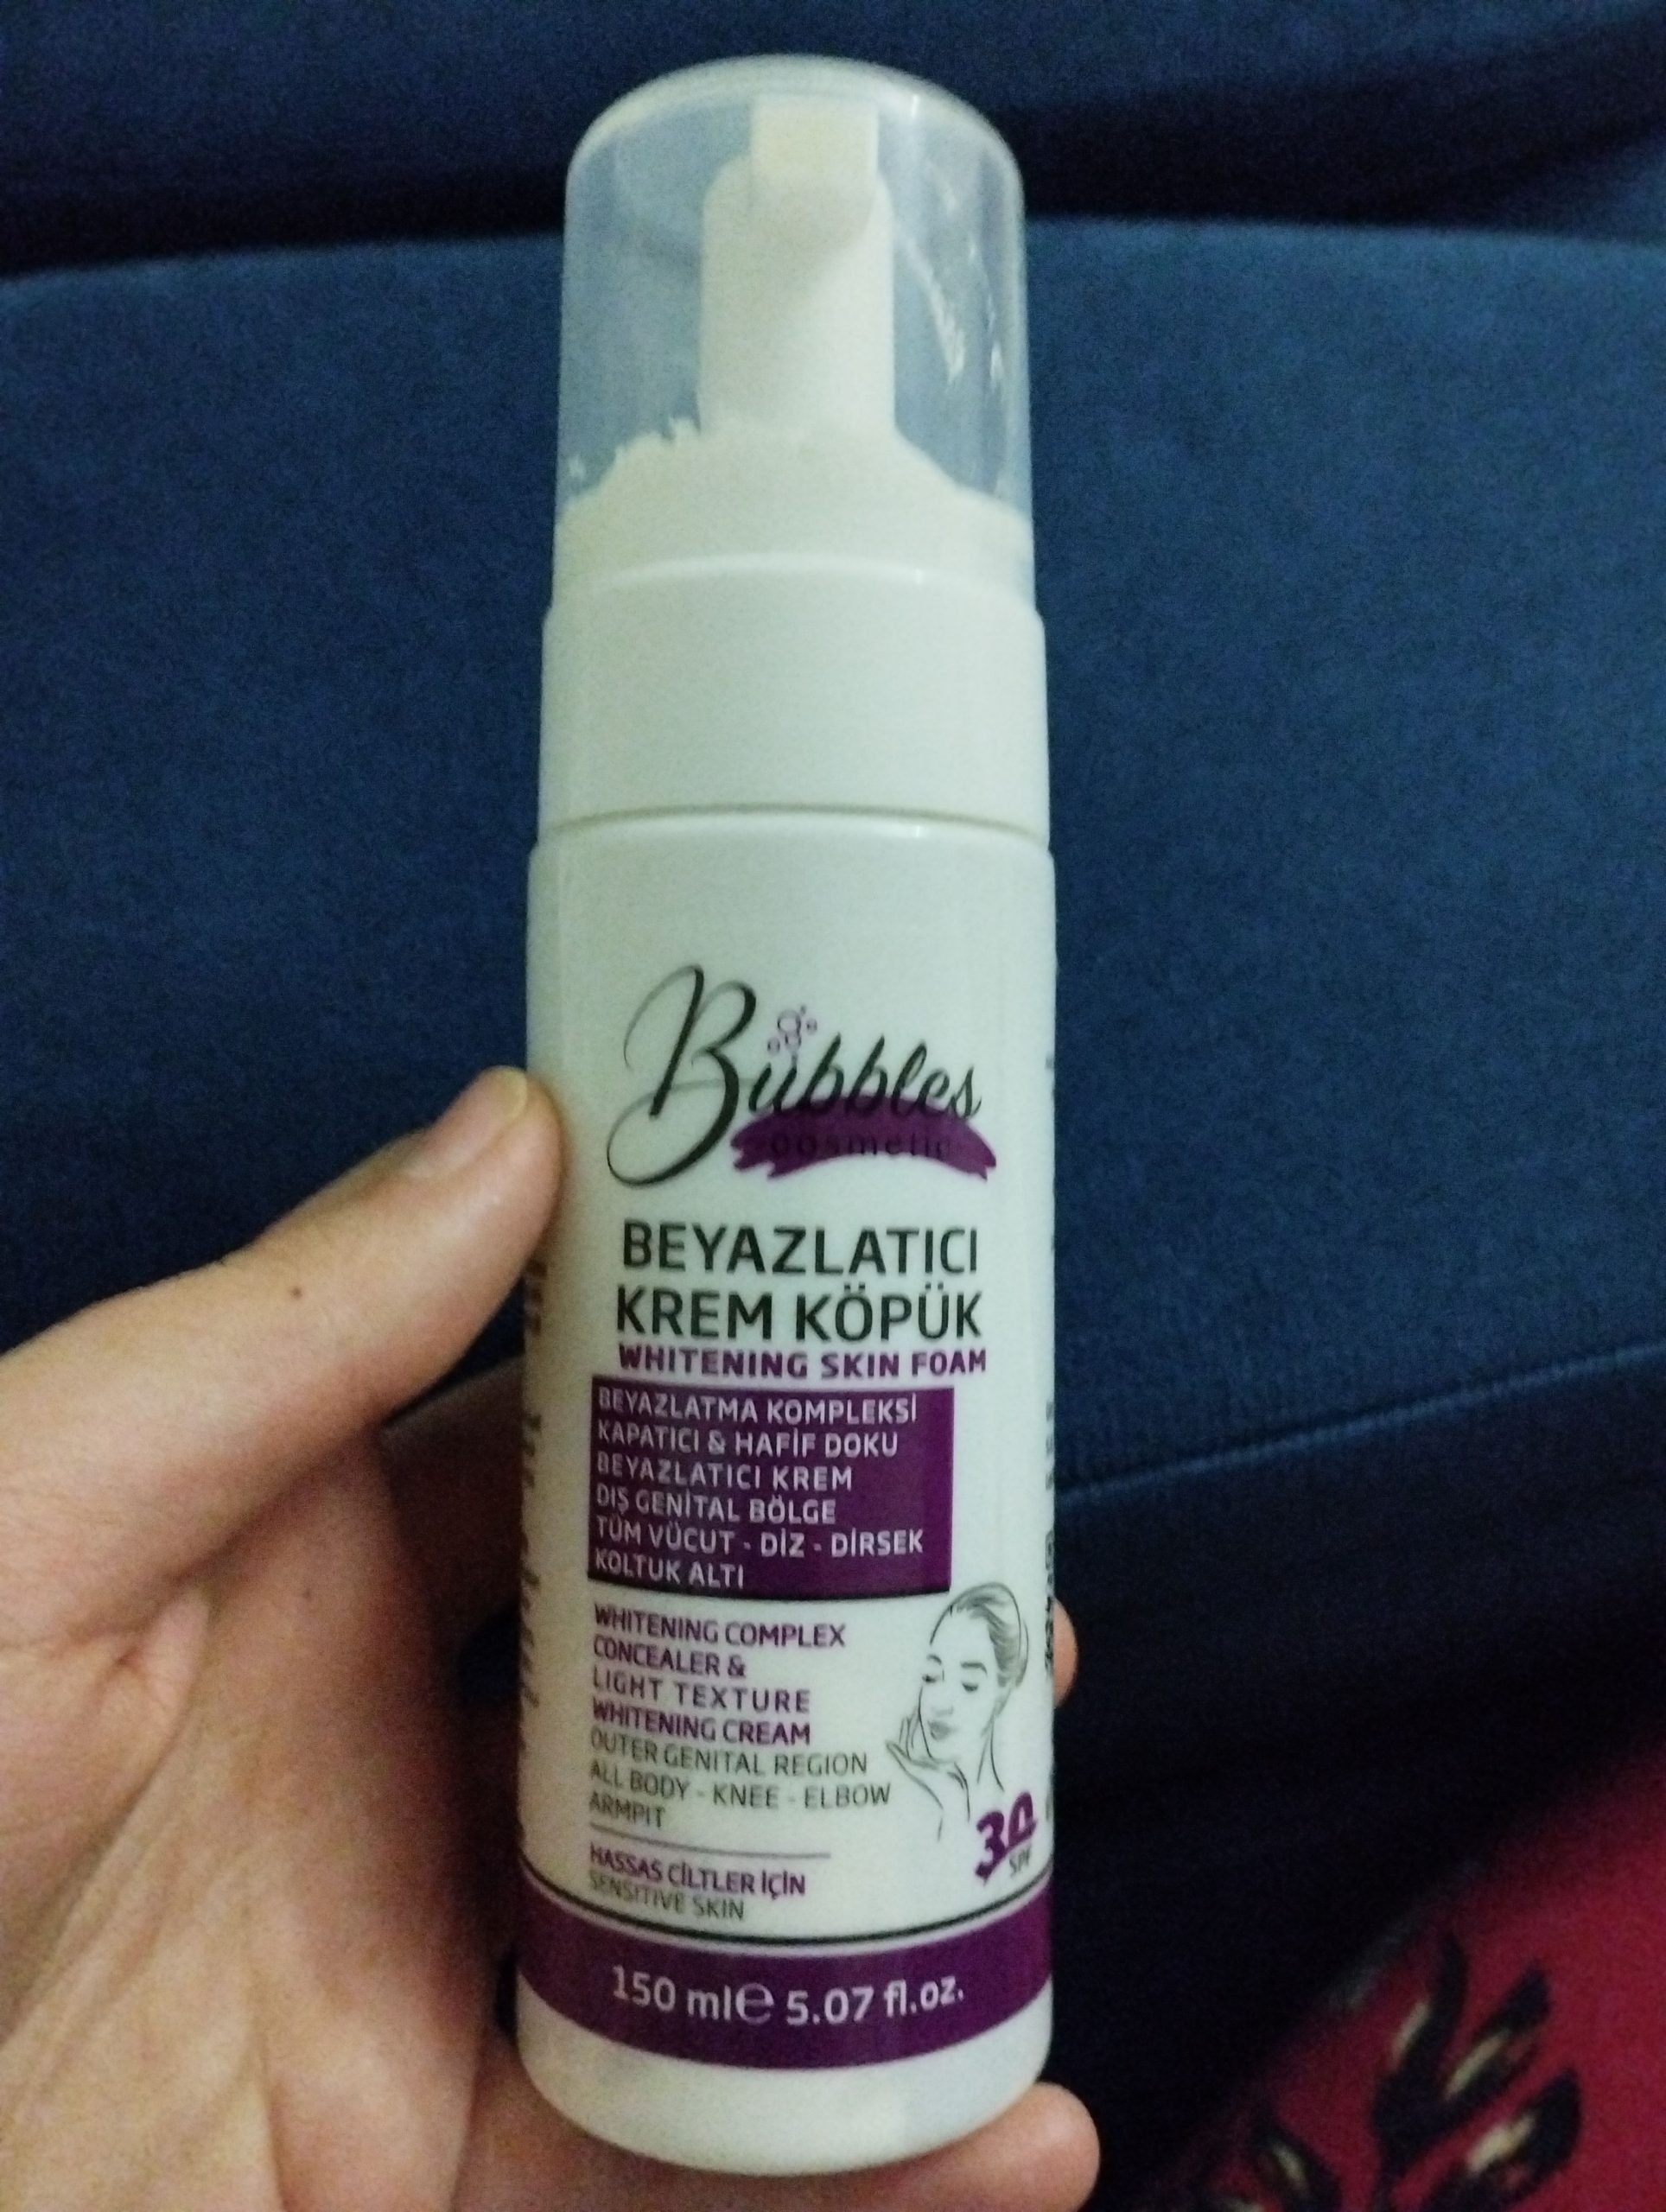 Bubbles
cosmetic
BEYAZLATICI
KREM KÖPÜK
WHITENING SKIN FOAM
BEYAZLATMA KOMPLEKSİ
KAPATICI & HAFİF DOKU
BEYAZLATICI KREM
DIŞ GENİTAL BÖLGE
TÜM VÜCUT - DİZ - DİRSEK
KOLTUK ALTI
WHITENING COMPLEX
CONCEALER &
LIGHT TEXTURE
WHITENING CREAM
OUTER GENITAL REGION
ALL BODY - KNEE - ELBOW
ARMPIT
30
SPF
HASSAS CİLTLER İÇİN
SENSITIVE SKIN
150 ml℮ 5.07 fl.oz.